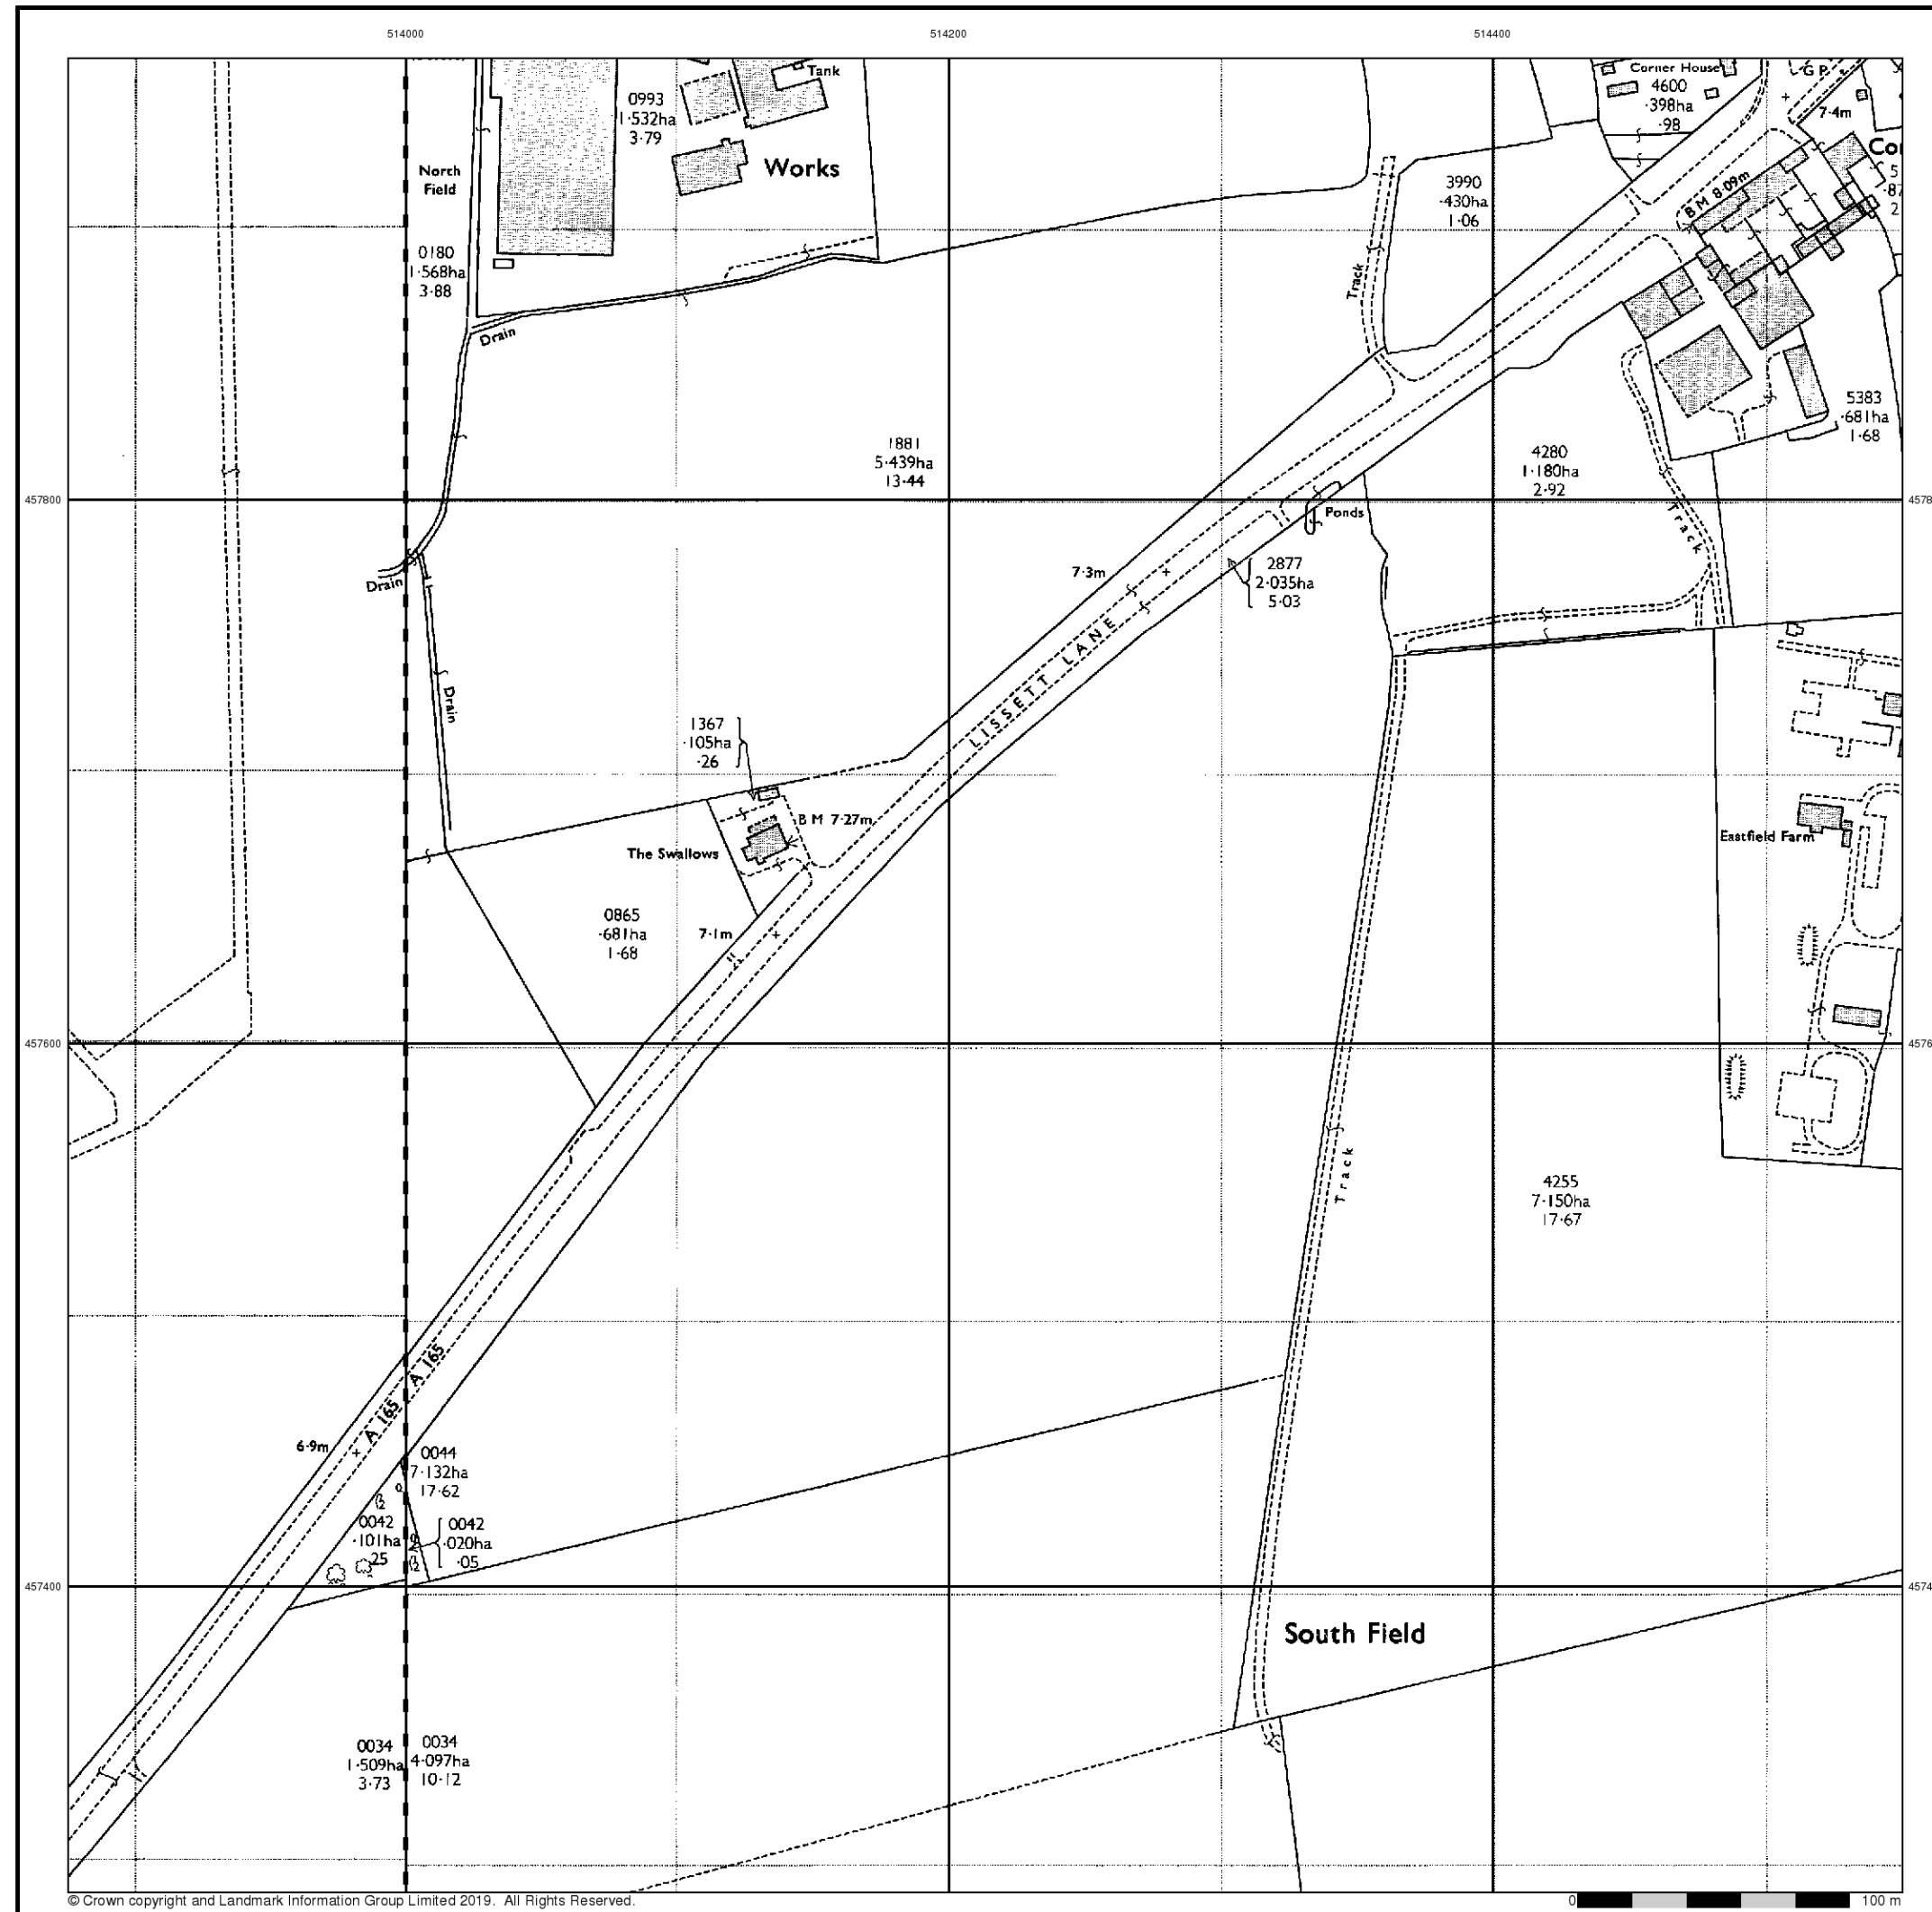 514000
514200
514400
Tank
0993
1·532ha
3·79
Works
North
Field
0180
1·568ha
3·88
Drain
Corner House
4600
·398ha
·98
G P
7·4m
B M 8·09m
3990
·430ha
1·06
Track
5383
·681ha
1·68
1881
5·439ha
13·44
4280
1·180ha
2·92
457800
Ponds
Track
Drain
7·3m
2877
2·035ha
5·03
LISSETT LANE
Drain
1367
·105ha
·26
B M 7·27m
The Swallows
Eastfield Farm
0865
·681ha
1·68
7·1m
457600
Track
4255
7·150ha
17·67
A 165
A 165
6·9m
0044
7·132ha
17·62
0042
·101ha
·25
0042
·020ha
·05
457400
South Field
0034
1·509ha
3·73
0034
4·097ha
10·12
© Crown copyright and Landmark Information Group Limited 2019. All Rights Reserved.
0
100 m